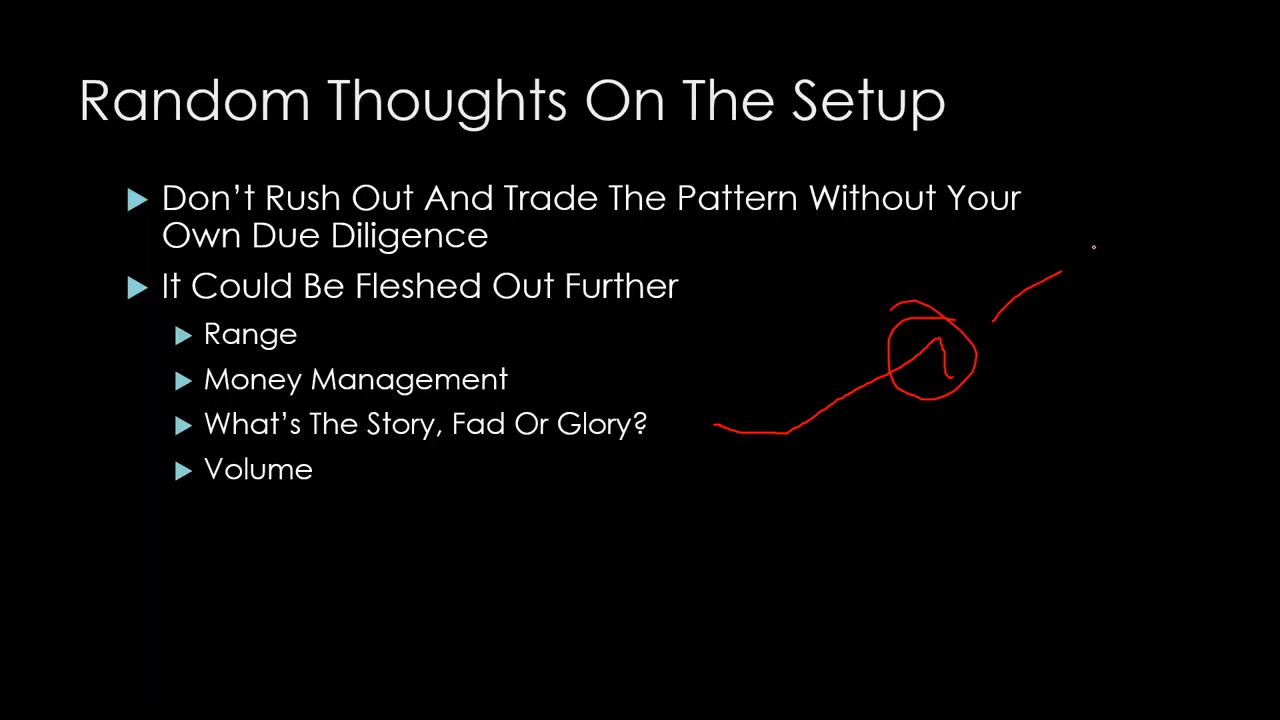 Random Thoughts On The Setup
Don't Rush Out And Trade The Pattern Without Your
Own Due Diligence
It Could Be Fleshed Out Further
Range
Money Management
What's The Story, Fad Or Glory?
Volume